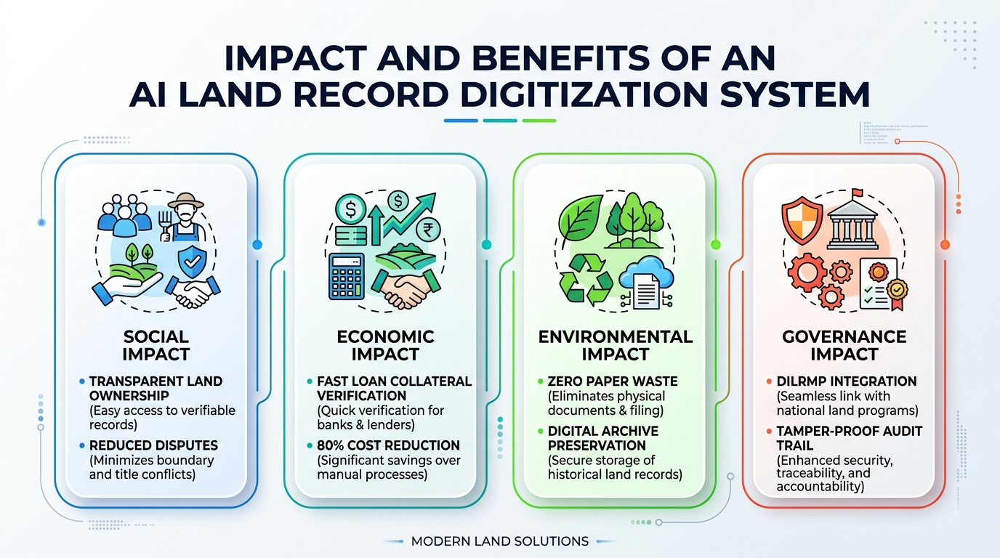 IMPACT AND BENEFITS OF AN
AI LAND RECORD DIGITIZATION SYSTEM
SOCIAL
IMPACT
• TRANSPARENT LAND
OWNERSHIP
(Easy access to verifiable
records)
• REDUCED DISPUTES
(Minimizes boundary
and title conflicts)
ECONOMIC
IMPACT
• FAST LOAN COLLATERAL
VERIFICATION
(Quick verification for
banks & lenders)
• 80% COST REDUCTION
(Significant savings over
manual processes)
ENVIRONMENTAL
IMPACT
• ZERO PAPER WASTE
(Eliminates physical
documents & filing)
• DIGITAL ARCHIVE
PRESERVATION
(Secure storage of
historical land records)
GOVERNANCE
IMPACT
• DILRMP INTEGRATION
(Seamless link with
national land programs)
• TAMPER-PROOF AUDIT
TRAIL
(Enhanced security,
traceability, and
accountability)
MODERN LAND SOLUTIONS